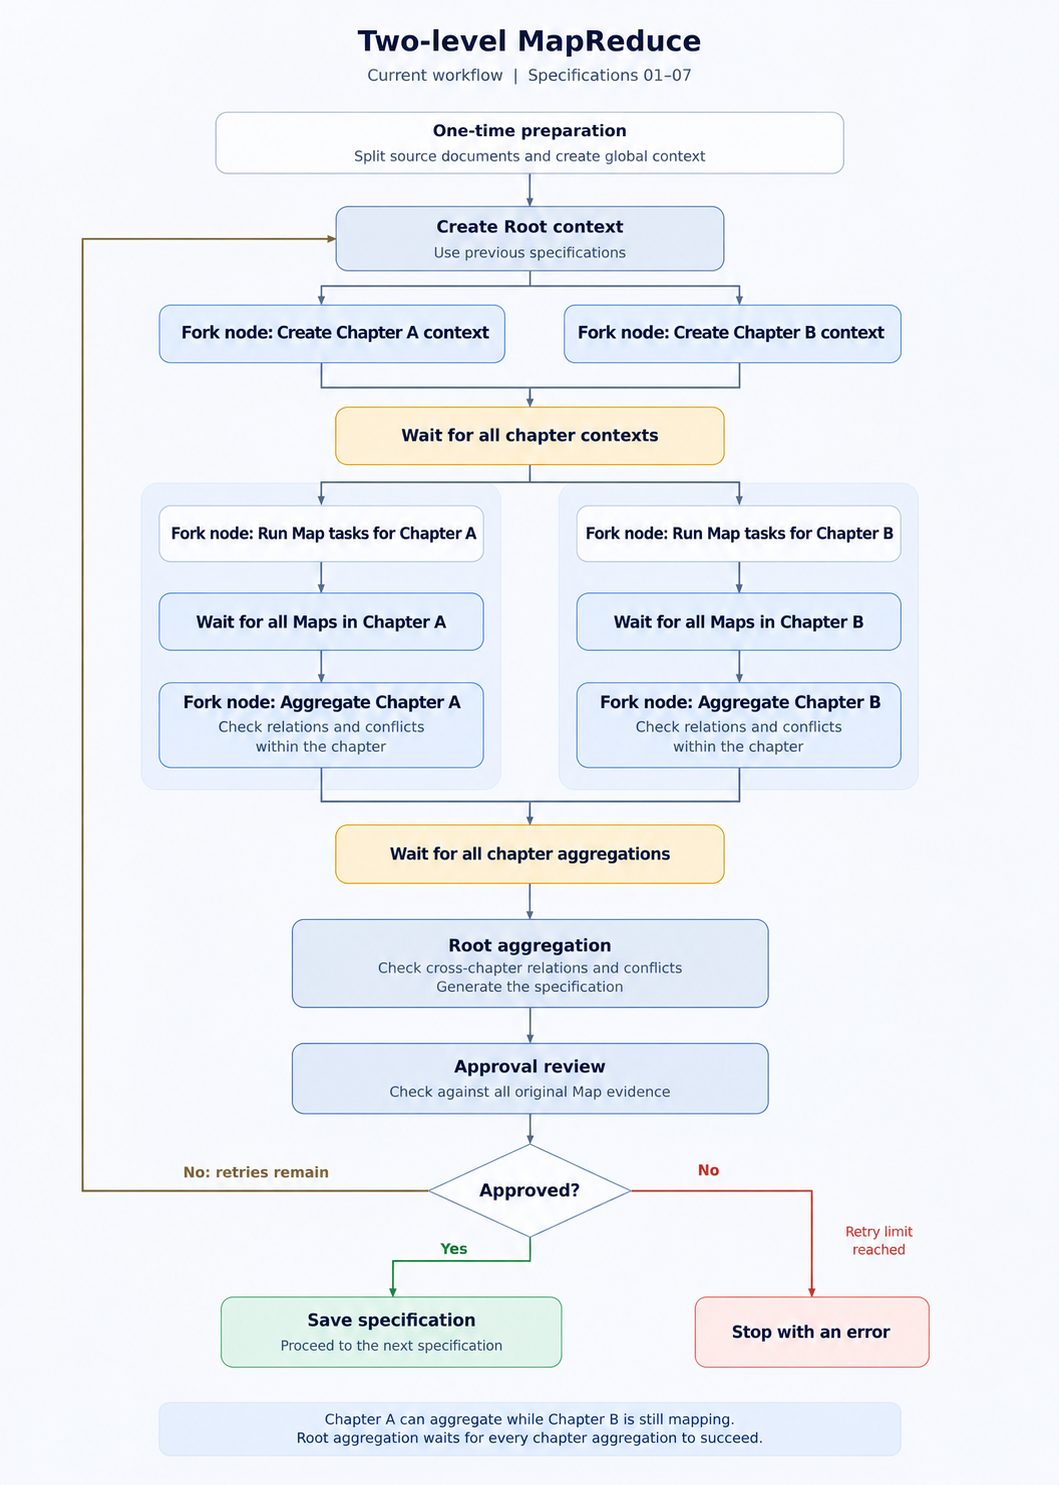 Two-level MapReduce
Current workflow | Specifications 01–07
One-time preparation
Split source documents and create global context
Create Root context
Use previous specifications
Fork node: Create Chapter A context
Fork node: Create Chapter B context
Wait for all chapter contexts
Fork node: Run Map tasks for Chapter A
Fork node: Run Map tasks for Chapter B
Wait for all Maps in Chapter A
Wait for all Maps in Chapter B
Fork node: Aggregate Chapter A
Check relations and conflicts
within the chapter
Fork node: Aggregate Chapter B
Check relations and conflicts
within the chapter
Wait for all chapter aggregations
Root aggregation
Check cross-chapter relations and conflicts
Generate the specification
Approval review
Check against all original Map evidence
Approved?
No: retries remain
No
Retry limit
reached
Yes
Save specification
Proceed to the next specification
Stop with an error
Chapter A can aggregate while Chapter B is still mapping.
Root aggregation waits for every chapter aggregation to succeed.